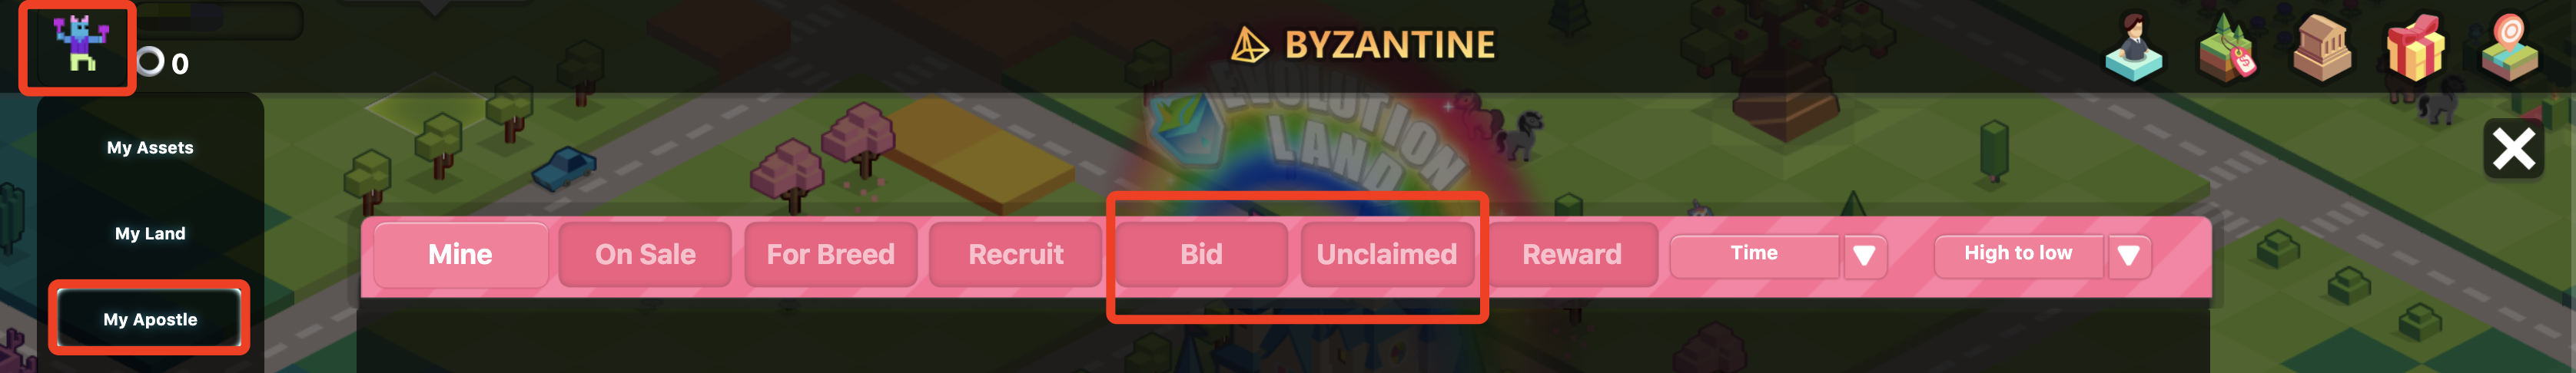 0
BYZANTINE
EVOLUTION
LAND
My Assets
My Land
My Apostle
Mine On Sale For Breed Recruit Bid Unclaimed Reward Time High to low